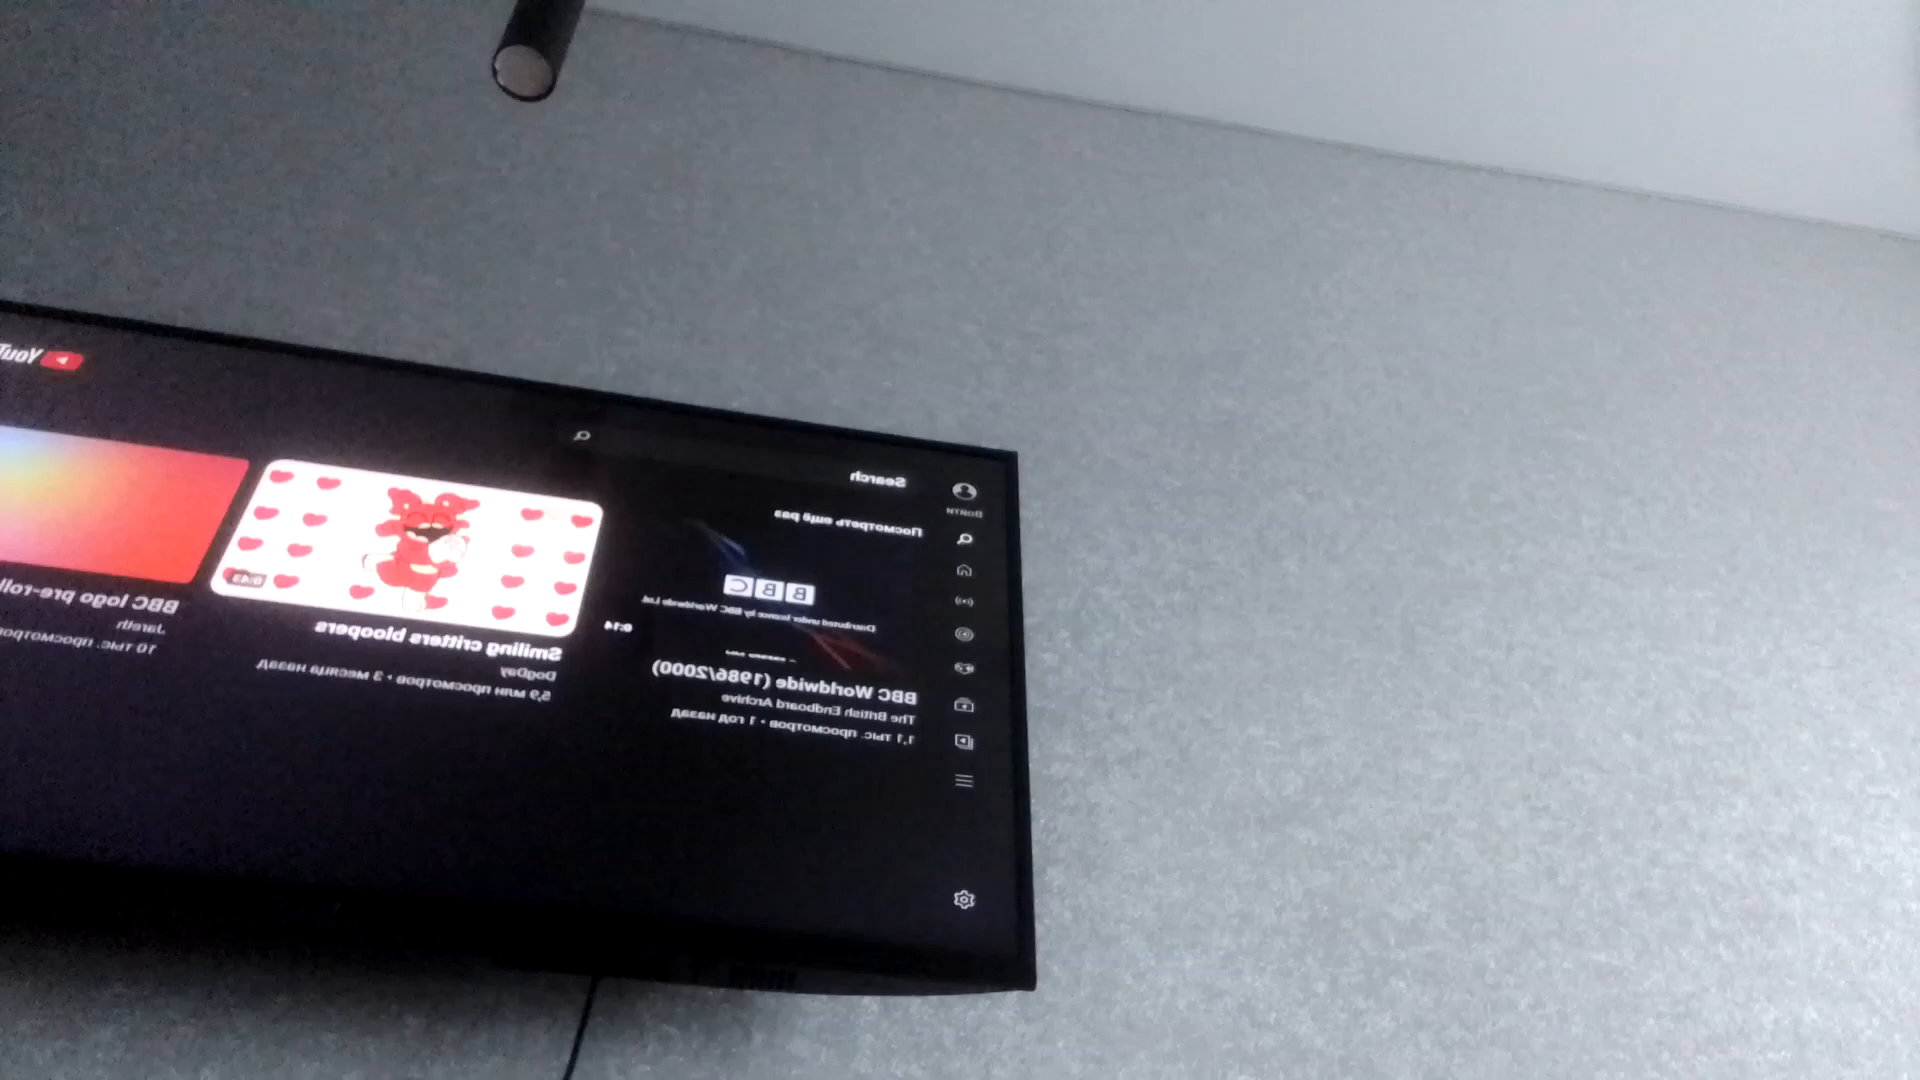 YouT
Search
Войти
Посмотреть ещё раз
BBC
Distributed under licence by BBC Worldwide Ltd.
0:14
BBC Worldwide (1986/2000)
The British Endboard Archive
1,1 тыс. просмотров • 1 год назад
0:43
Smiling critters bloopers
DogDay
5,9 млн просмотров • 3 месяца назад
BBC logo pre-roll
Jareth
10 тыс. просмотров